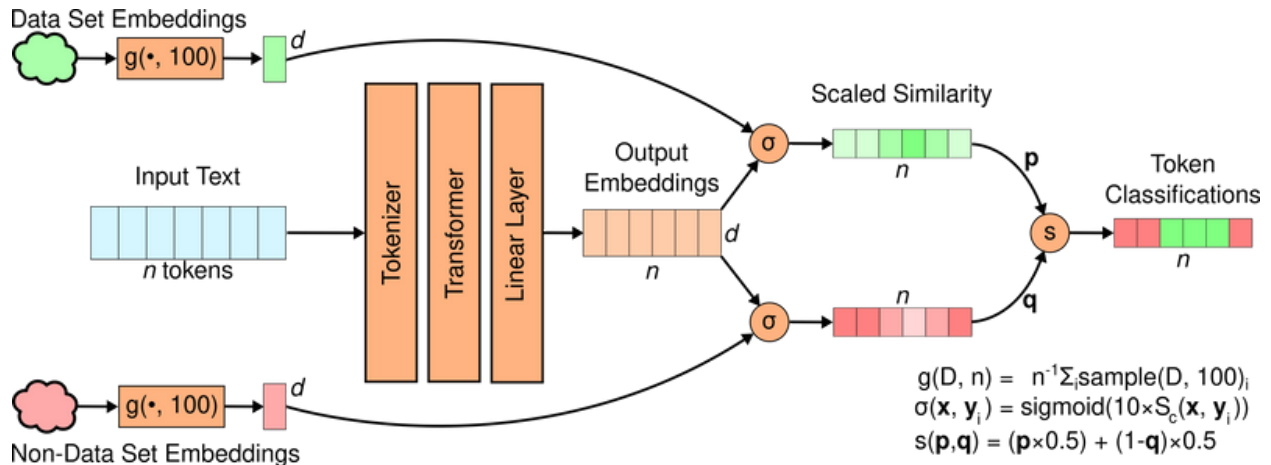 Data Set Embeddings
g(•, 100)
d
Input Text
n tokens
Tokenizer
Transformer
Linear Layer
Output
Embeddings
d
n
σ
σ
Scaled Similarity
n
n
p
q
s
Token
Classifications
n
g(•, 100)
d
Non-Data Set Embeddings
g(D, n) = n⁻¹Σᵢsample(D, 100)ᵢ
σ(x, yᵢ) = sigmoid(10×S꜀(x, yᵢ))
s(p,q) = (p×0.5) + (1-q)×0.5